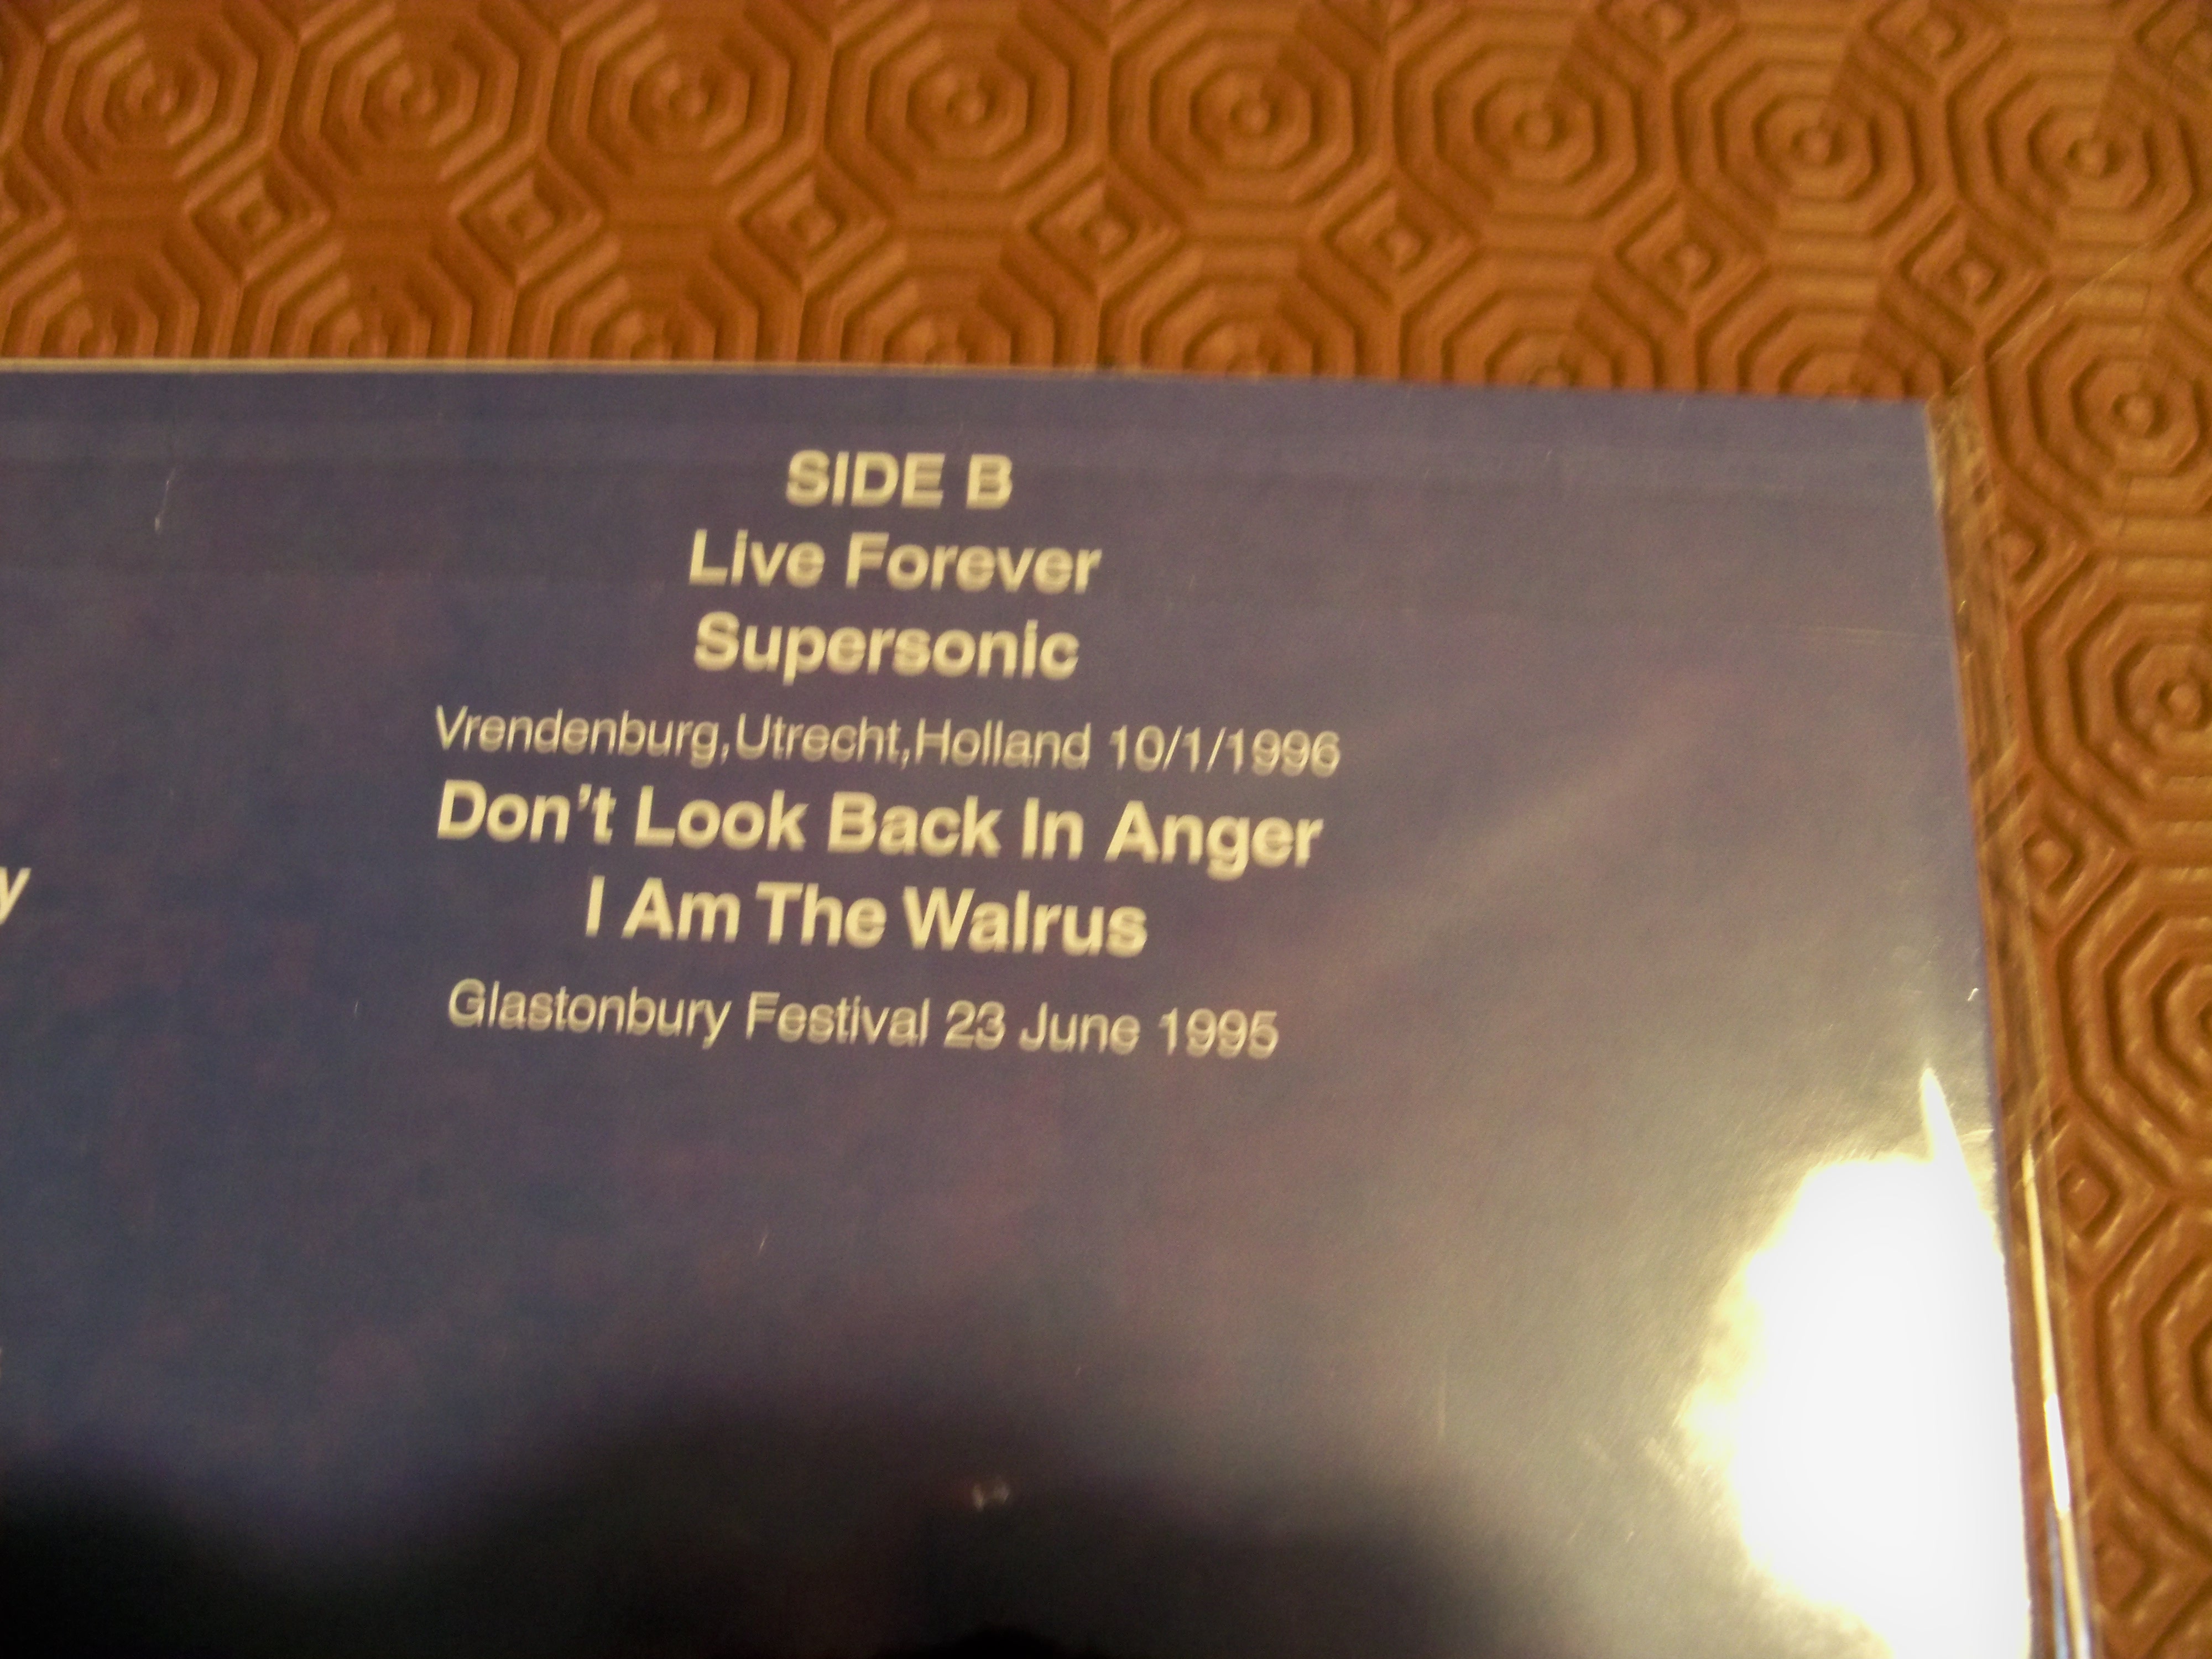 SIDE B
Live Forever
Supersonic
Vrendenburg,Utrecht,Holland 10/1/1996
Don't Look Back In Anger
I Am The Walrus
Glastonbury Festival 23 June 1995